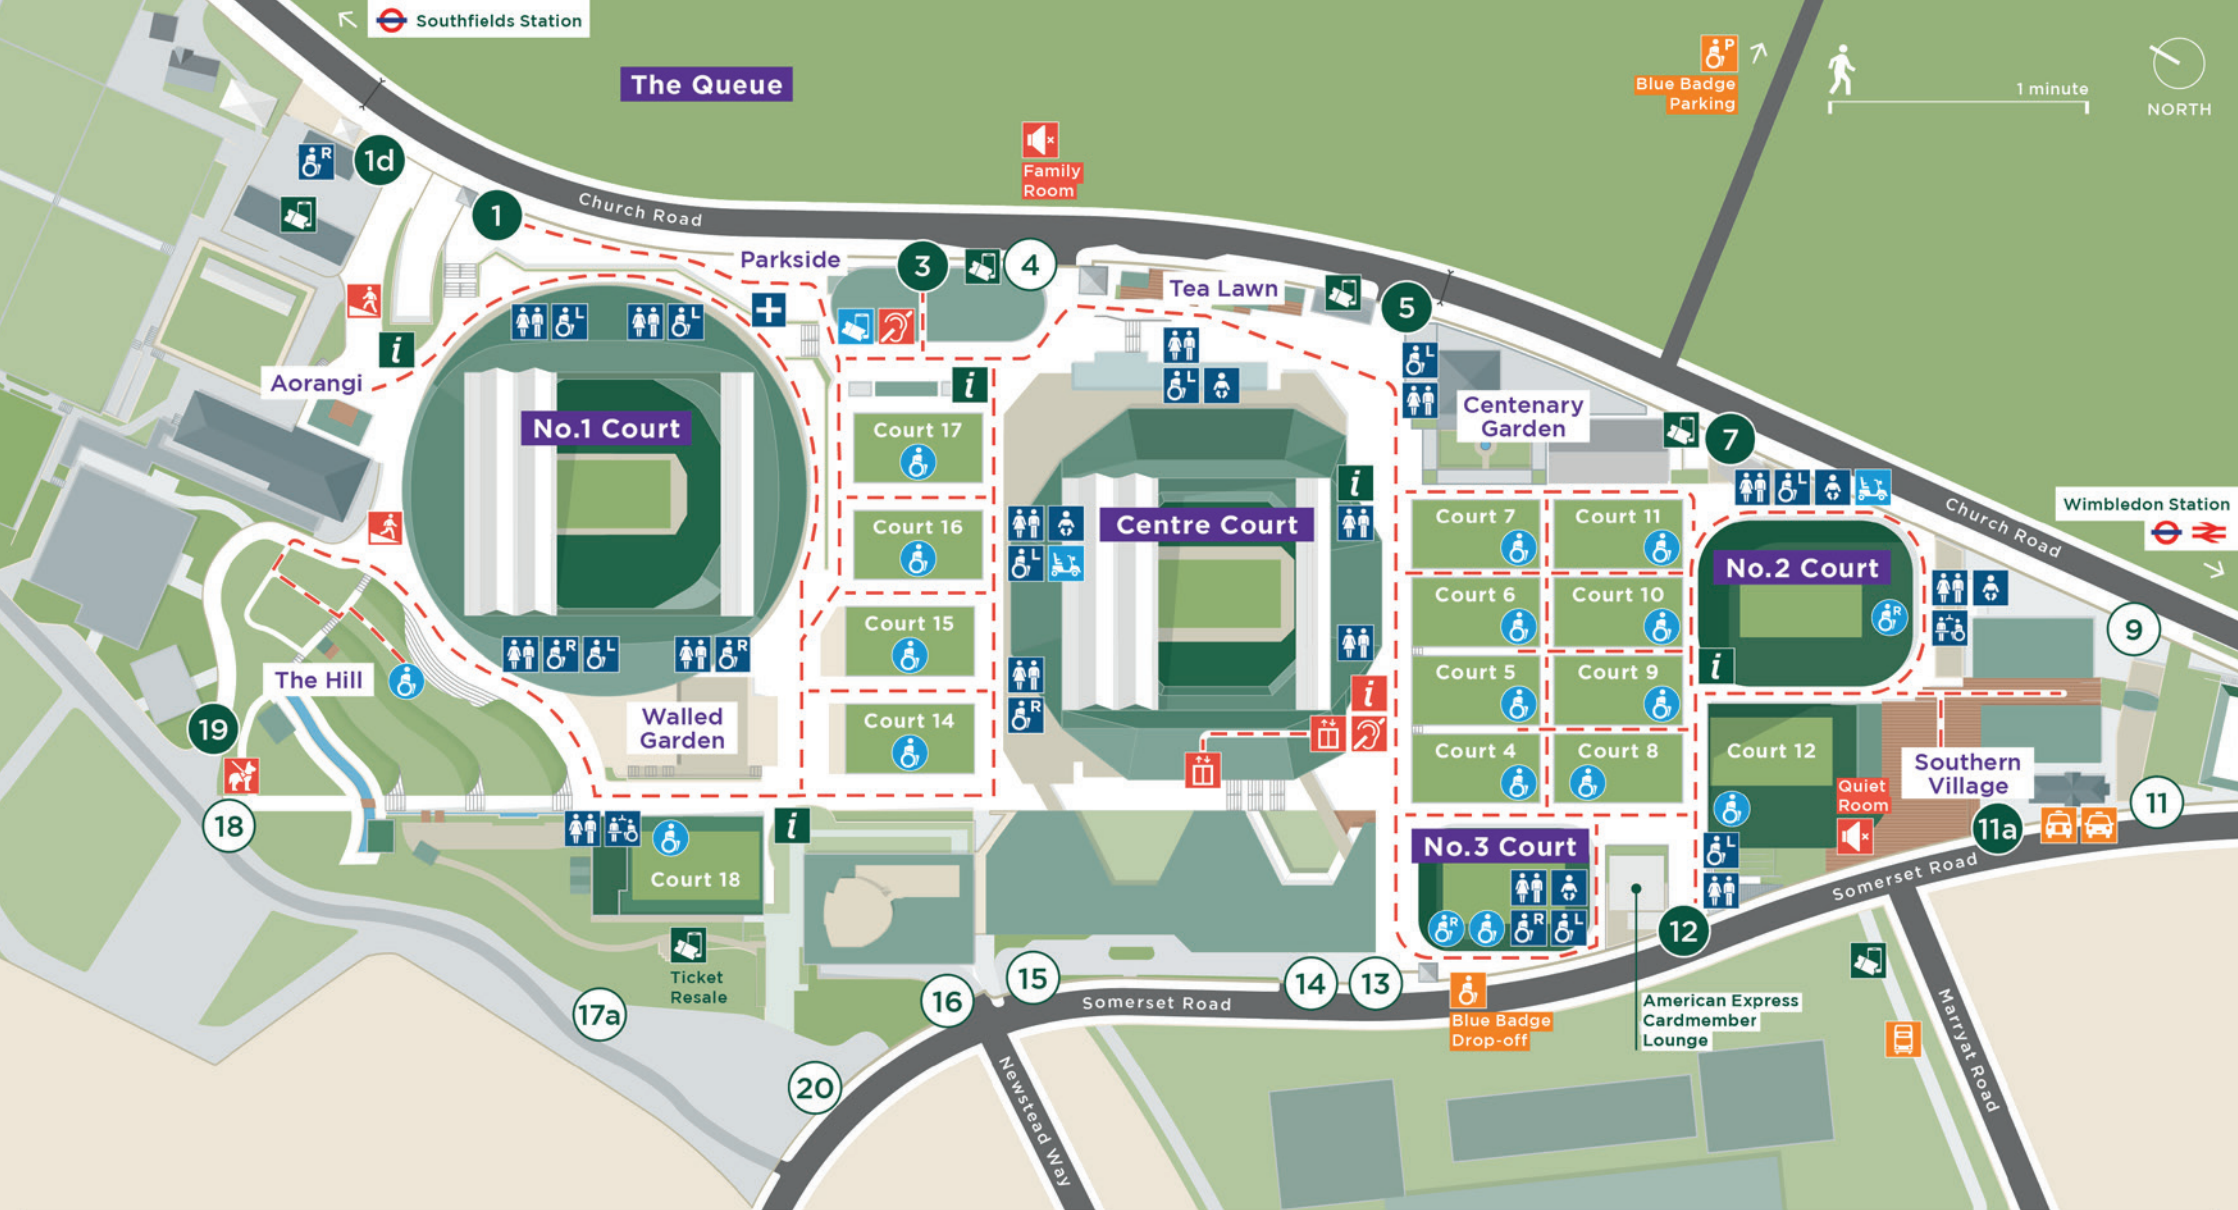 Southfields Station
The Queue
P
Blue Badge
Parking
1 minute
NORTH
Family
Room
R
1d
1
Church Road
Parkside
3
4
Tea Lawn
5
i
Aorangi
L
L
No.1 Court
i
Court 17
Court 16
Court 15
Court 14
L
L
Centenary
Garden
7
Centre Court
i
L
R
i
Court 7
Court 11
Court 6
Court 10
Court 5
Court 9
Court 4
Court 8
L
No.2 Court
R
i
Church Road
Wimbledon Station
9
R
L
R
The Hill
Walled
Garden
19
18
i
Court 18
Ticket
Resale
17a
20
16
15
Somerset Road
14
13
No.3 Court
R
R
L
Blue Badge
Drop-off
12
American Express
Cardmember
Lounge
Court 12
L
Quiet
Room
Southern
Village
11a
11
Somerset Road
Marryat Road
Newstead Way